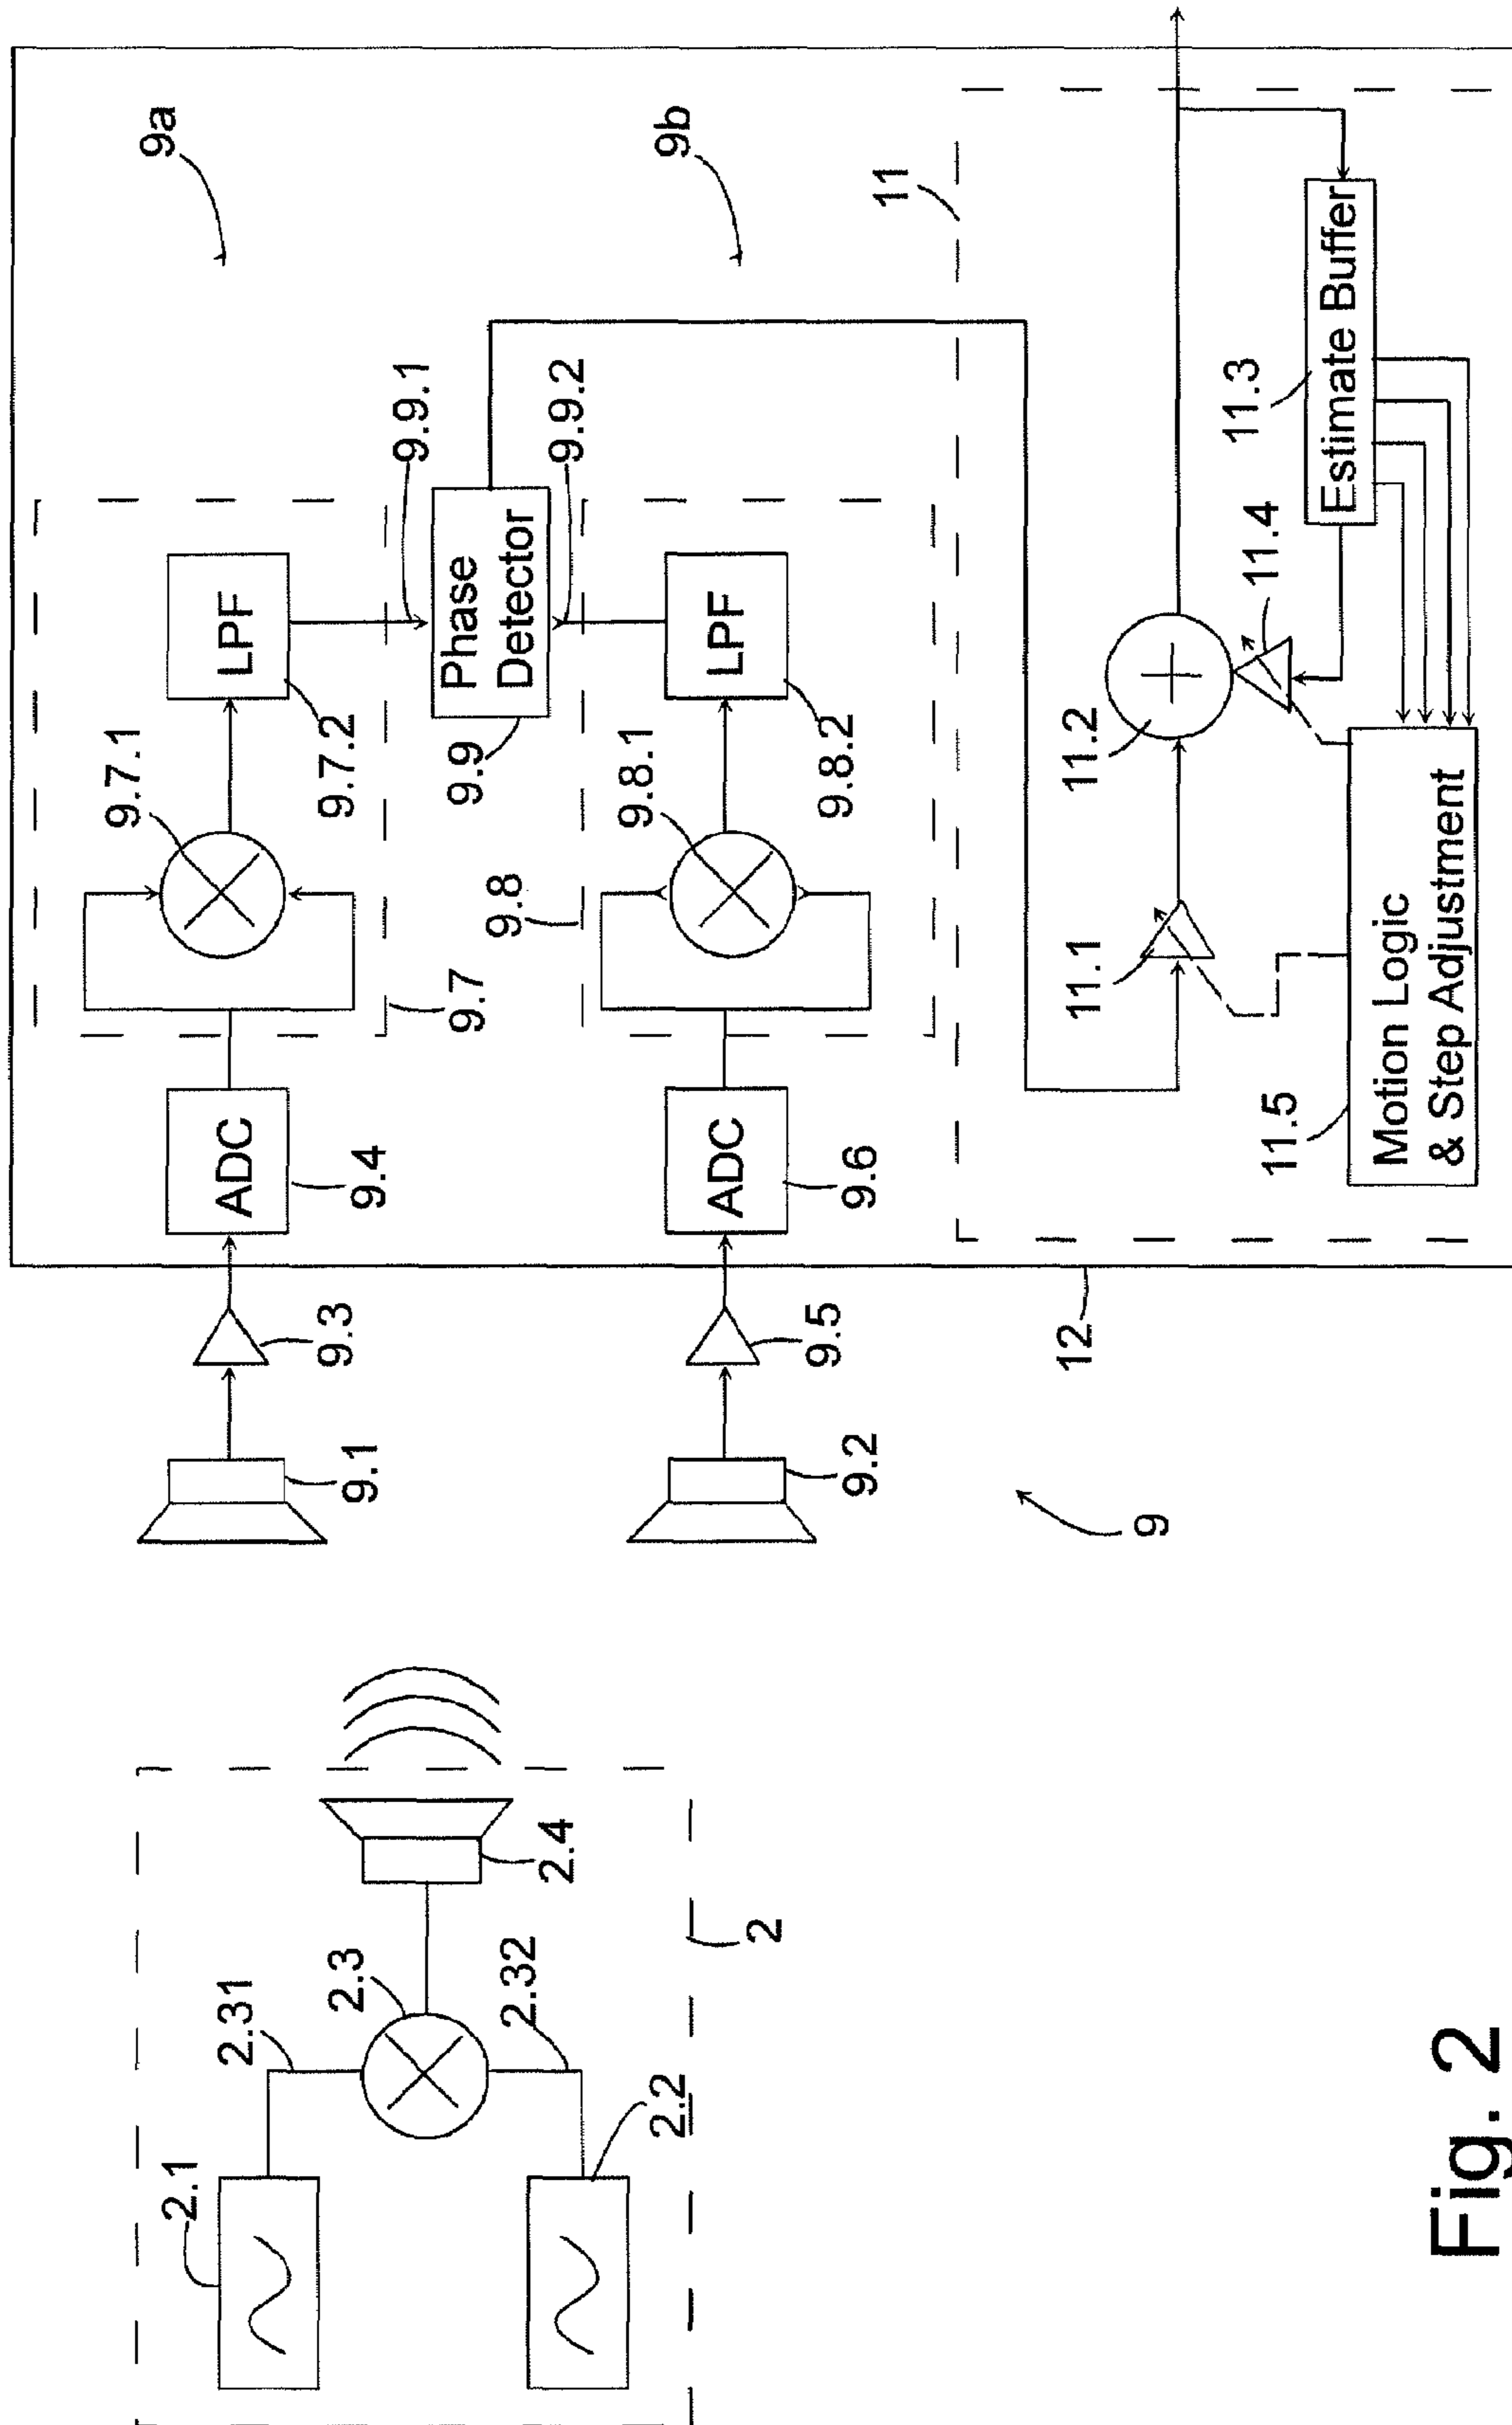 2.1
2.31
2.3
2.32
2.2
2.4
2
9.1
9.3
9.2
9.5
9
12
ADC
9.4
9.7
9.7.1
LPF
9.7.2
9a
ADC
9.6
9.8
9.8.1
LPF
9.8.2
9b
Phase
Detector
9.9
9.9.1
9.9.2
11
11.1
11.2
11.3
11.4
Estimate Buffer
11.5
Motion Logic
& Step Adjustment
Fig. 2